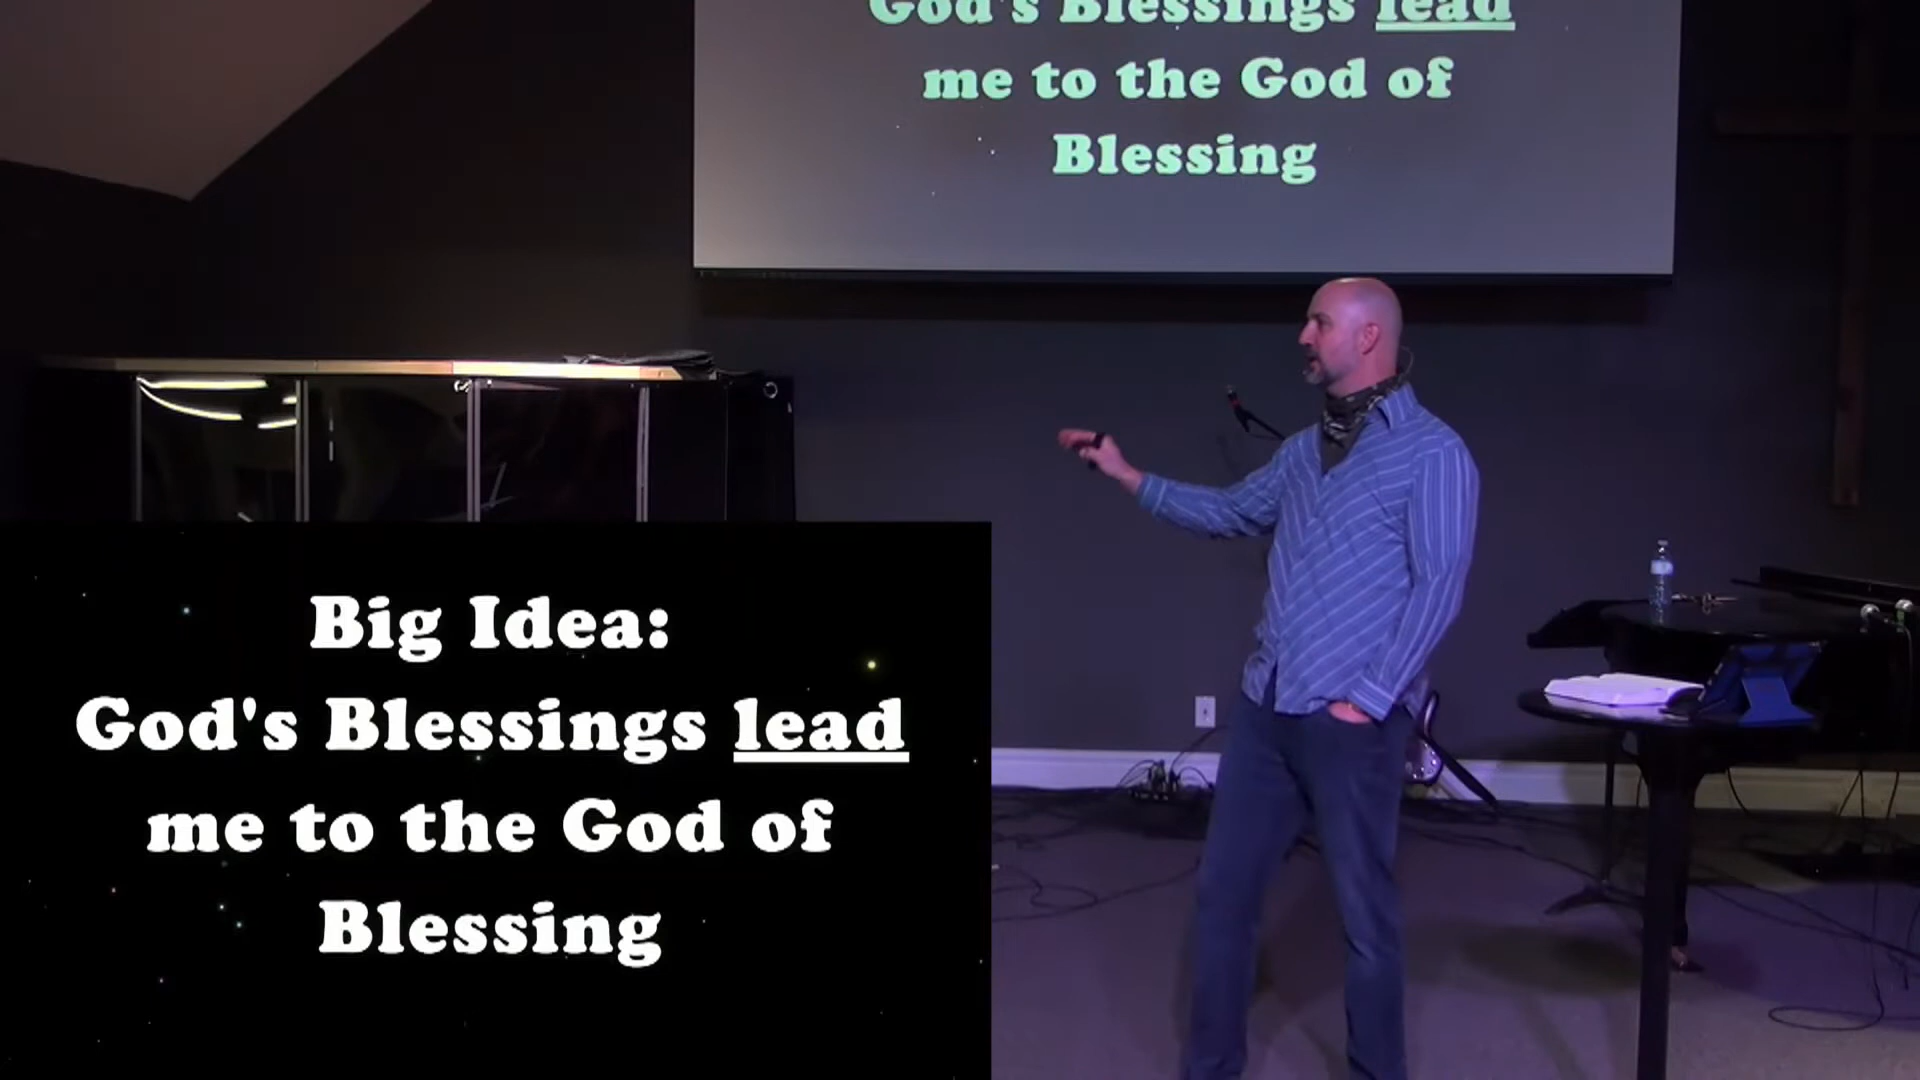 God's Blessings lead
me to the God of
Blessing
Big Idea:
God's Blessings lead
me to the God of
Blessing